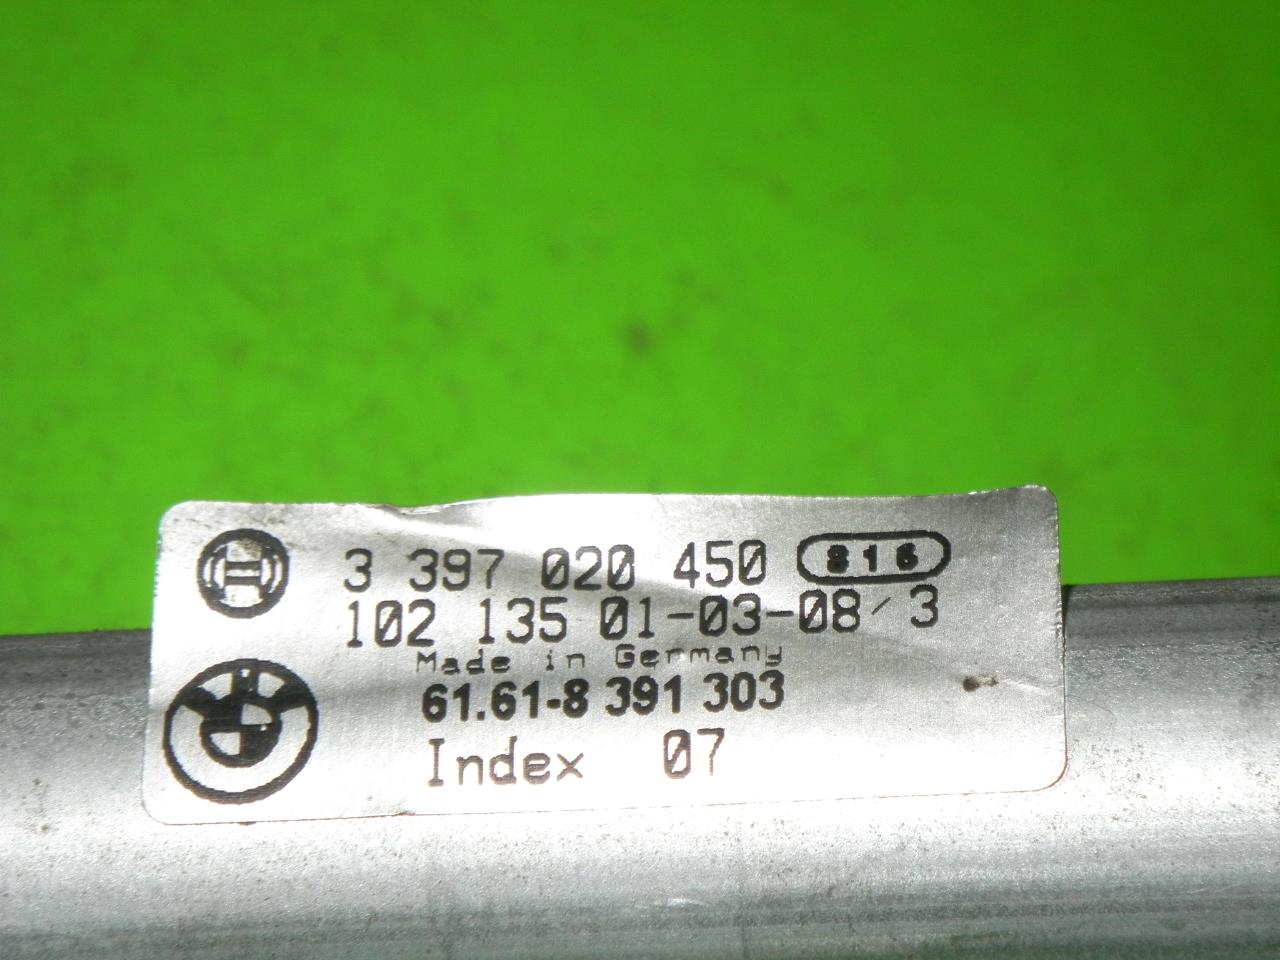 3 397 020 450 816
102 135 01-03-08/3
Made in Germany
61.61-8 391 303
Index 07